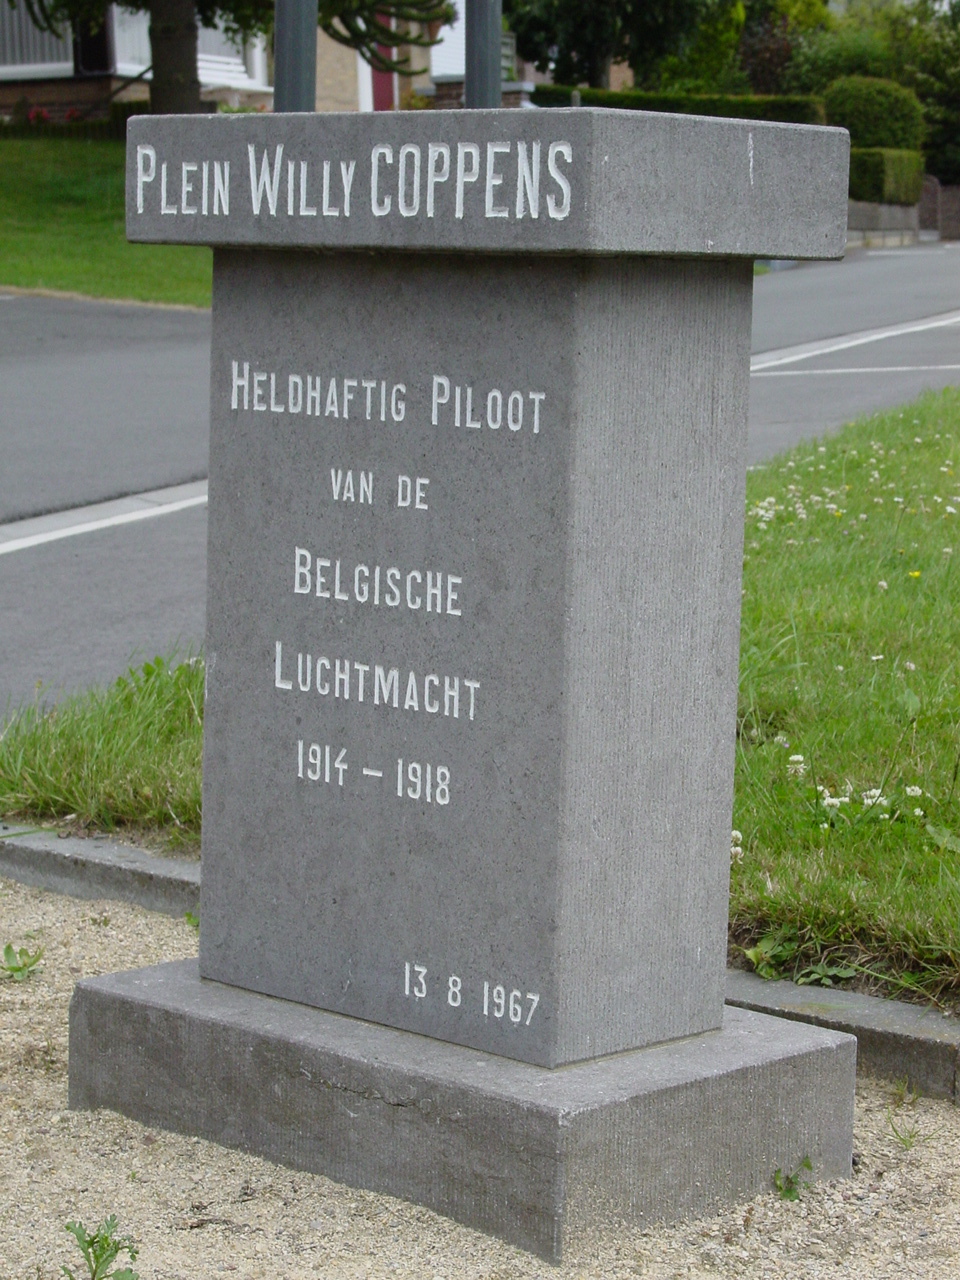 PLEIN WILLY COPPENS
HELDHAFTIG PILOOT
VAN DE
BELGISCHE
LUCHTMACHT
1914 – 1918
13 8 1967